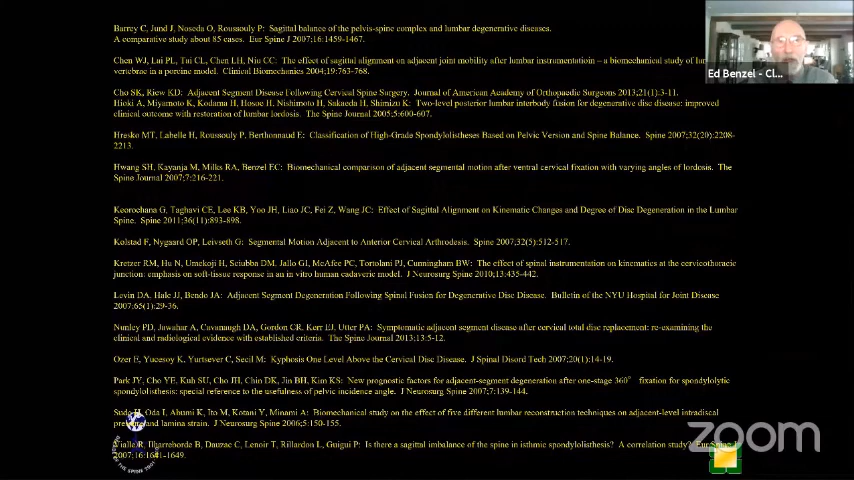 Barrey C, Jund J, Noseda O, Roussouly P: Sagittal balance of the pelvis-spine complex and lumbar degenerative diseases.
A comparative study about 85 cases. Eur Spine J 2007;16:1459-1467.
Chen WJ, Lai PL, Tai CL, Chen LH, Niu CC: The effect of sagittal alignment on adjacent joint mobility after lumbar instrumentatioin – a biomechanical study of lum
vertebrae in a porcine model. Clinical Biomechanics 2004;19:763-768.
Ed Benzel - Cl...
Cho SK, Riew KD: Adjacent Segment Disease Following Cervical Spine Surgery. Journal of American Academy of Orthopaedic Surgeons 2013;21(1):3-11.
Hioki A, Miyamoto K, Kodama H, Hosoe H, Nishimoto H, Sakaeda H, Shimizu K: Two-level posterior lumbar interbody fusion for degenerative disc disease: improved
clinical outcome with restoration of lumbar lordosis. The Spine Journal 2005;5:600-607.
Hresko MT, Labelle H, Roussouly P, Berthonnaud E: Classification of High-Grade Spondylolistheses Based on Pelvic Version and Spine Balance. Spine 2007;32(20):2208-
2213.
Hwang SH, Kayanja M, Milks RA, Benzel EC: Biomechanical comparison of adjacent segmental motion after ventral cervical fixation with varying angles of lordosis. The
Spine Journal 2007;7:216-221.
Keorochana G, Taghavi CE, Lee KB, Yoo JH, Liao JC, Fei Z, Wang JC: Effect of Sagittal Alignment on Kinematic Changes and Degree of Disc Degeneration in the Lumbar
Spine. Spine 2011;36(11):893-898.
Kolstad F, Nygaard OP, Leivseth G: Segmental Motion Adjacent to Anterior Cervical Arthrodesis. Spine 2007;32(5):512-517.
Kretzer RM, Hu N, Umekoji H, Sciubba DM, Jallo GI, McAfee PC, Tortolani PJ, Cunningham BW: The effect of spinal instrumentation on kinematics at the cervicothoracic
junction: emphasis on soft-tissue response in an in vitro human cadaveric model. J Neurosurg Spine 2010;13:435-442.
Levin DA, Hale JJ, Bendo JA: Adjacent Segment Degeneration Following Spinal Fusion for Degenerative Disc Disease. Bulletin of the NYU Hospital for Joint Disease
2007;65(1):29-36.
Nunley PD, Jawahar A, Cavanaugh DA, Gordon CR, Kerr EJ, Utter PA: Symptomatic adjacent segment disease after cervical total disc replacement: re-examining the
clinical and radiological evidence with established criteria. The Spine Journal 2013;13:5-12.
Ozer E, Yucesoy K, Yurtsever C, Secil M: Kyphosis One Level Above the Cervical Disc Disease. J Spinal Disord Tech 2007;20(1):14-19.
Park JY, Cho YE, Kuh SU, Cho JH, Chin DK, Jin BH, Kim KS: New prognostic factors for adjacent-segment degeneration after one-stage 360° fixation for spondylolytic
spondylolisthesis: special reference to the usefulness of pelvic incidence angle. J Neurosurg Spine 2007;7:139-144.
Sudo H, Oda I, Abumi K, Ito M, Kotani Y, Minami A: Biomechanical study on the effect of five different lumbar reconstruction techniques on adjacent-level intradiscal
pressure and lamina strain. J Neurosurg Spine 2006;5:150-155.
Vialle R, Ilharreborde B, Dauzac C, Lenoir T, Rillardon L, Guigui P: Is there a sagittal imbalance of the spine in isthmic spondylolisthesis? A correlation study? Eur Spine J
2007;16:1641-1649.
zoom